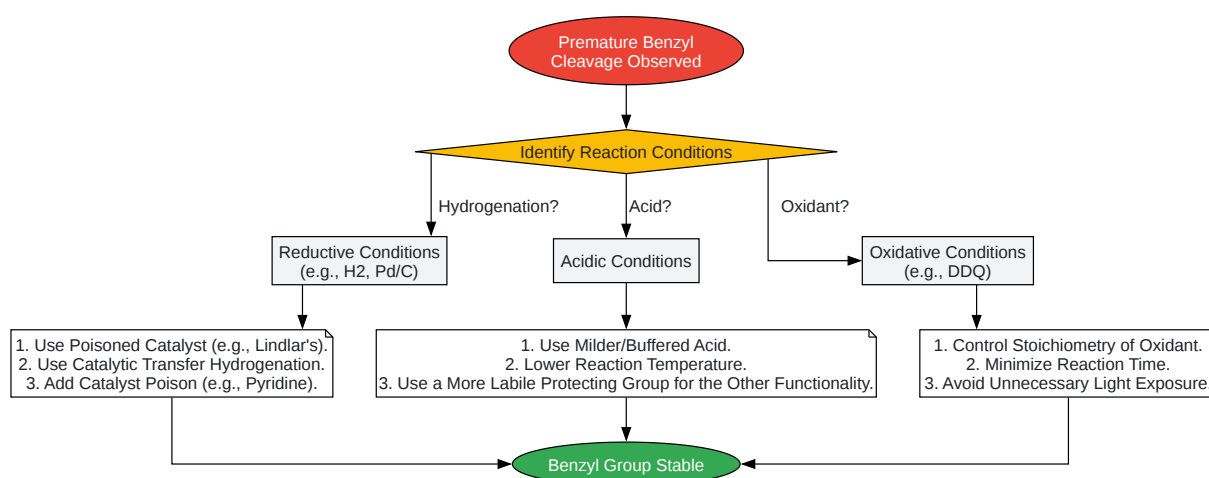 Premature Benzyl
Cleavage Observed
Identify Reaction Conditions
Hydrogenation?
Acid?
Oxidant?
Reductive Conditions
(e.g., H2, Pd/C)
Acidic Conditions
Oxidative Conditions
(e.g., DDQ)
1. Use Poisoned Catalyst (e.g., Lindlar's).
2. Use Catalytic Transfer Hydrogenation.
3. Add Catalyst Poison (e.g., Pyridine).
1. Use Milder/Buffered Acid.
2. Lower Reaction Temperature.
3. Use a More Labile Protecting Group for the Other Functionality.
1. Control Stoichiometry of Oxidant.
2. Minimize Reaction Time.
3. Avoid Unnecessary Light Exposure.
Benzyl Group Stable